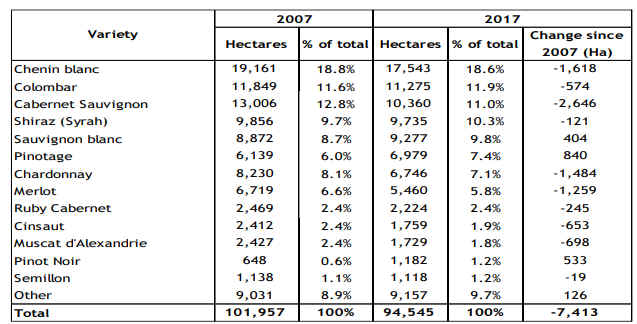 Variety 2007 2017 Change since 2007 (Ha)
Hectares % of total Hectares % of total
Chenin blanc 19,161 18.8% 17,543 18.6% -1,618
Colombar 11,849 11.6% 11,275 11.9% -574
Cabernet Sauvignon 13,006 12.8% 10,360 11.0% -2,646
Shiraz (Syrah) 9,856 9.7% 9,735 10.3% -121
Sauvignon blanc 8,872 8.7% 9,277 9.8% 404
Pinotage 6,139 6.0% 6,979 7.4% 840
Chardonnay 8,230 8.1% 6,746 7.1% -1,484
Merlot 6,719 6.6% 5,460 5.8% -1,259
Ruby Cabernet 2,469 2.4% 2,224 2.4% -245
Cinsaut 2,412 2.4% 1,759 1.9% -653
Muscat d'Alexandrie 2,427 2.4% 1,729 1.8% -698
Pinot Noir 648 0.6% 1,182 1.2% 533
Semillon 1,138 1.1% 1,118 1.2% -19
Other 9,031 8.9% 9,157 9.7% 126
Total 101,957 100% 94,545 100% -7,413